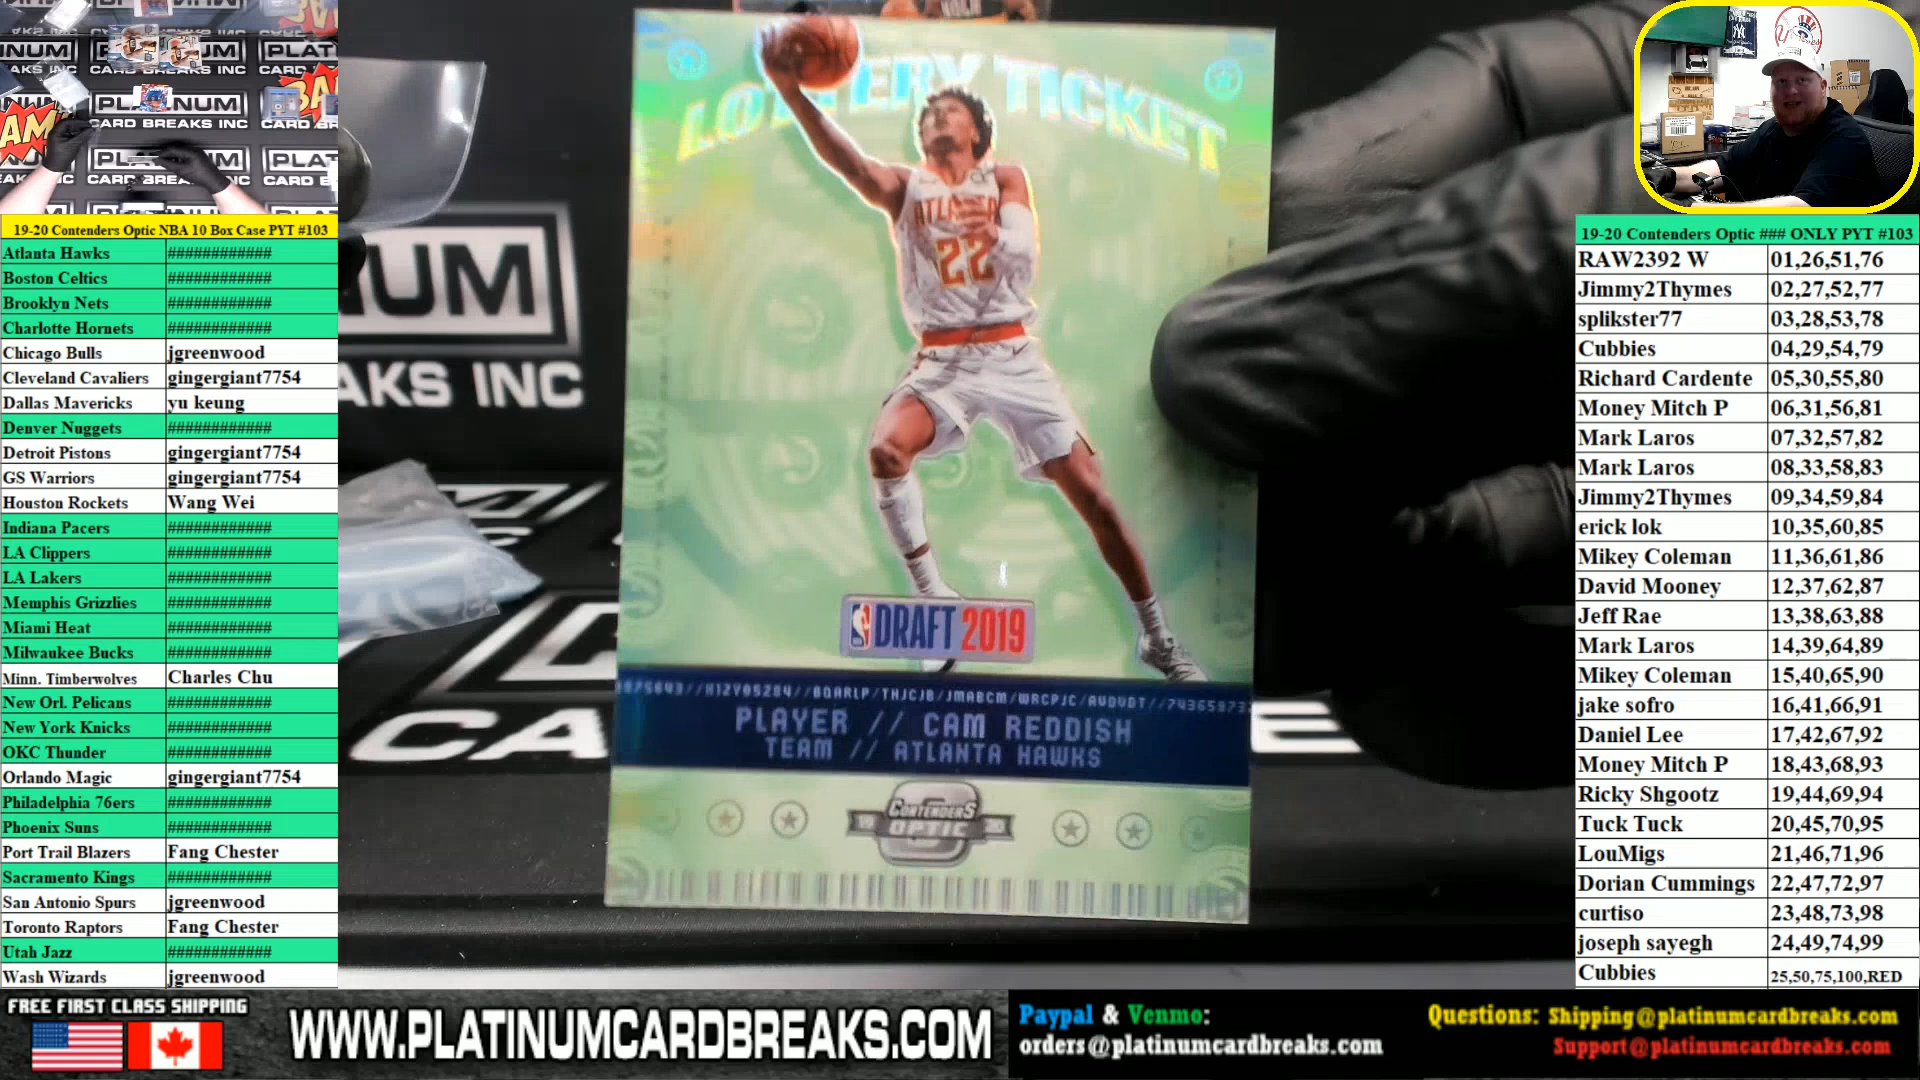 19-20 Contenders Optic NBA 10 Box Case PYT #103
Atlanta Hawks ############
Boston Celtics ############
Brooklyn Nets ############
Charlotte Hornets ############
Chicago Bulls jgreenwood
Cleveland Cavaliers gingergiant7754
Dallas Mavericks yu keung
Denver Nuggets ############
Detroit Pistons gingergiant7754
GS Warriors gingergiant7754
Houston Rockets Wang Wei
Indiana Pacers ############
LA Clippers ############
LA Lakers ############
Memphis Grizzlies ############
Miami Heat ############
Milwaukee Bucks ############
Minn. Timberwolves Charles Chu
New Orl. Pelicans ############
New York Knicks ############
OKC Thunder ############
Orlando Magic gingergiant7754
Philadelphia 76ers ############
Phoenix Suns ############
Port Trail Blazers Fang Chester
Sacramento Kings ############
San Antonio Spurs jgreenwood
Toronto Raptors Fang Chester
Utah Jazz ############
Wash Wizards jgreenwood
LOTTERY TICKET
ATLANTA
22
DRAFT 2019
PLAYER // CAM REDDISH
TEAM // ATLANTA HAWKS
CONTENDERS
OPTIC
PLATINUM
CARD BREAKS INC
19-20 Contenders Optic ### ONLY PYT #103
RAW2392 W 01,26,51,76
Jimmy2Thymes 02,27,52,77
splikster77 03,28,53,78
Cubbies 04,29,54,79
Richard Cardente 05,30,55,80
Money Mitch P 06,31,56,81
Mark Laros 07,32,57,82
Mark Laros 08,33,58,83
Jimmy2Thymes 09,34,59,84
erick lok 10,35,60,85
Mikey Coleman 11,36,61,86
David Mooney 12,37,62,87
Jeff Rae 13,38,63,88
Mark Laros 14,39,64,89
Mikey Coleman 15,40,65,90
jake sofro 16,41,66,91
Daniel Lee 17,42,67,92
Money Mitch P 18,43,68,93
Ricky Shgootz 19,44,69,94
Tuck Tuck 20,45,70,95
LouMigs 21,46,71,96
Dorian Cummings 22,47,72,97
curtiso 23,48,73,98
joseph sayegh 24,49,74,99
Cubbies 25,50,75,100,RED
FREE FIRST CLASS SHIPPING
WWW.PLATINUMCARDBREAKS.COM
Paypal & Venmo:
orders@platinumcardbreaks.com
Questions: Shipping@platinumcardbreaks.com
Support@platinumcardbreaks.com